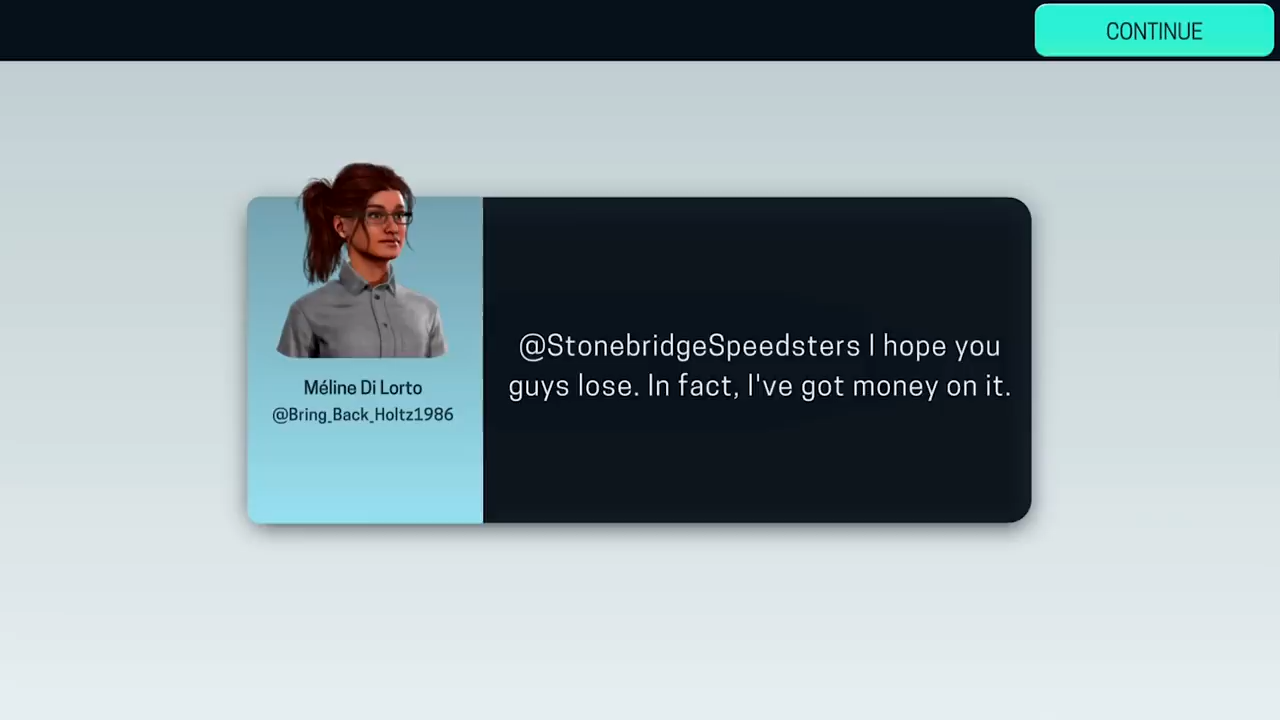 CONTINUE
@StonebridgeSpeedsters I hope you
guys lose. In fact, I've got money on it.
Méline Di Lorto
@Bring_Back_Holtz1986